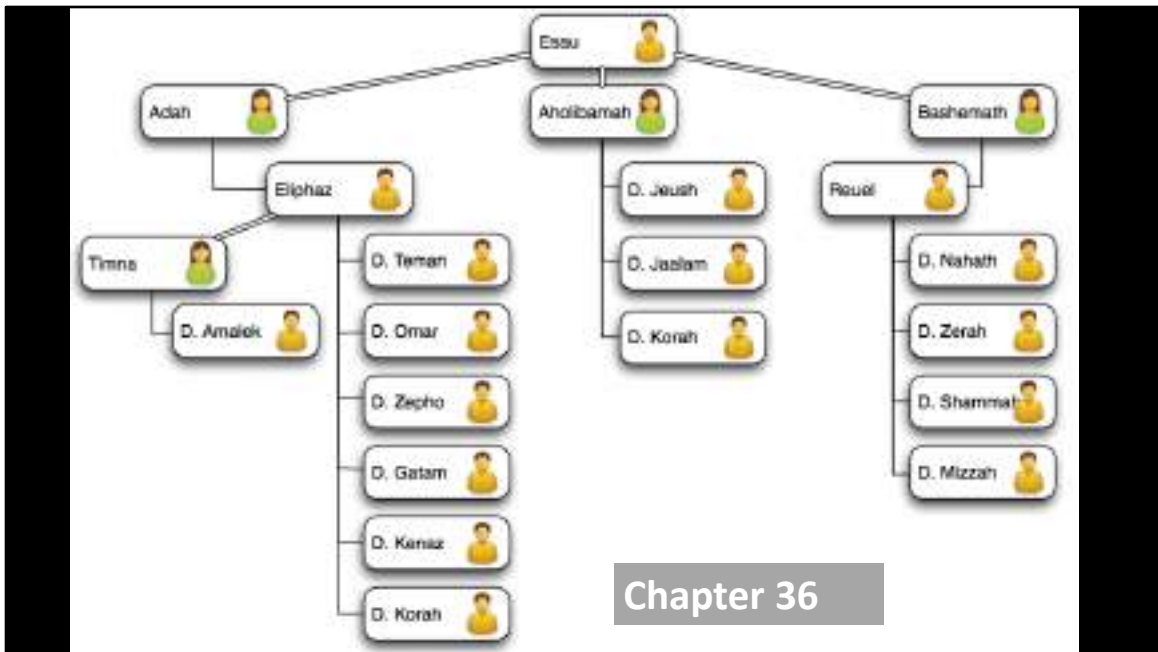 Esau
Adah
Aholibamah
Bashemath
Eliphaz
D. Jeush
Reuel
Timna
D. Teman
D. Jaalam
D. Nahath
D. Amalek
D. Omar
D. Korah
D. Zerah
D. Zepho
D. Shammah
D. Gatam
D. Mizzah
D. Kenaz
D. Korah
Chapter 36